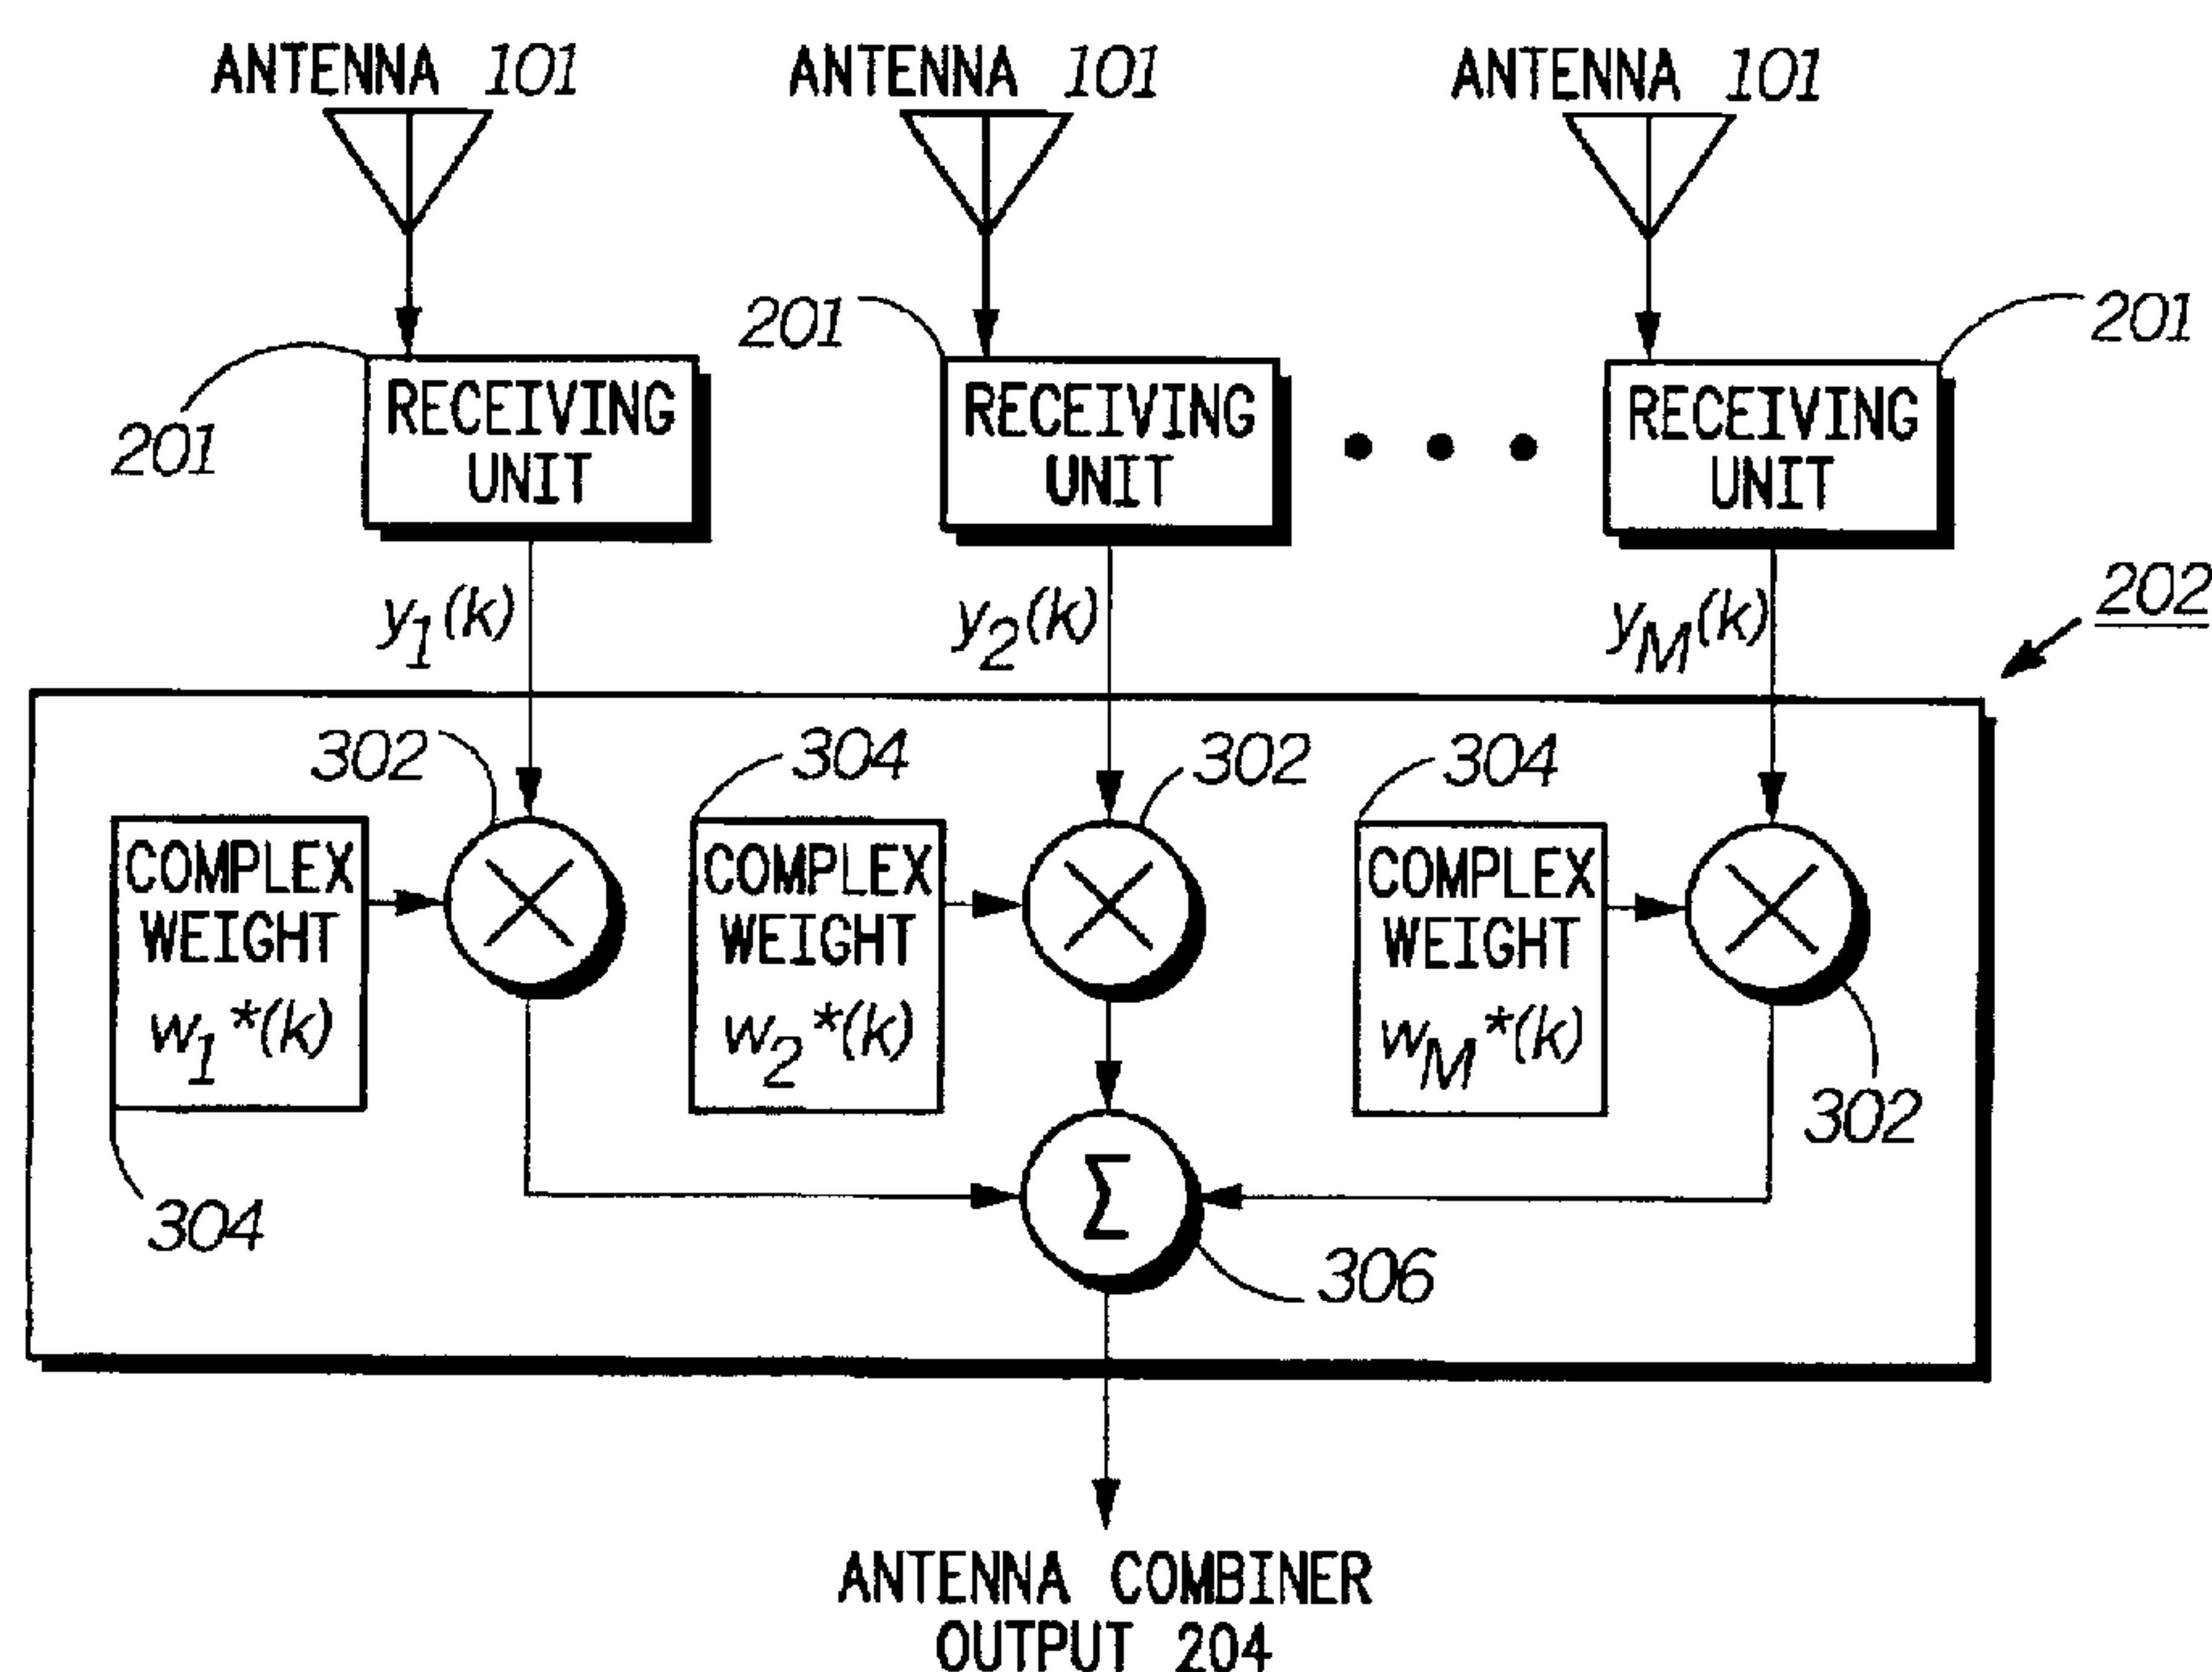 ANTENNA 101
ANTENNA 101
ANTENNA 101
201
201
201
RECEIVING
UNIT
RECEIVING
UNIT
RECEIVING
UNIT
y1(k)
y2(k)
yM(k)
202
302
304
302
304
COMPLEX
WEIGHT
w1*(k)
COMPLEX
WEIGHT
w2*(k)
COMPLEX
WEIGHT
wM*(k)
302
304
Σ
306
ANTENNA COMBINER
OUTPUT 204